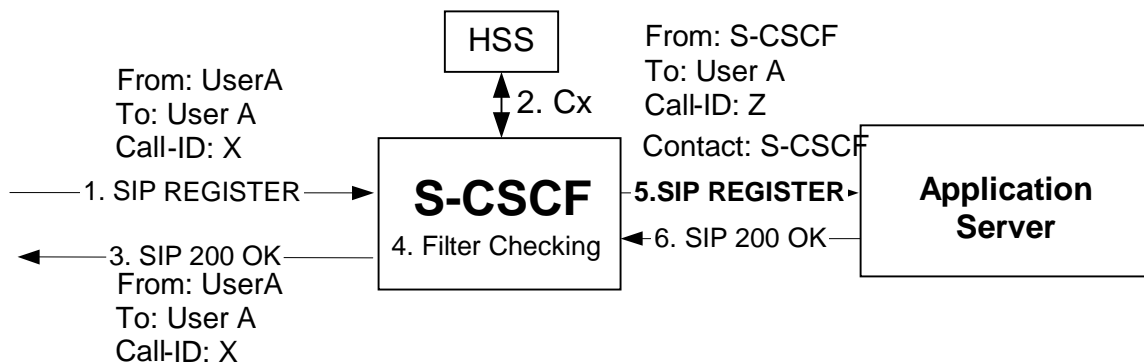 HSS
From: S-CSCF
To: User A
Call-ID: Z
Contact: S-CSCF
From: UserA
To: User A
Call-ID: X
2. Cx
1. SIP REGISTER
S-CSCF
4. Filter Checking
5.SIP REGISTER
Application
Server
3. SIP 200 OK
6. SIP 200 OK
From: UserA
To: User A
Call-ID: X